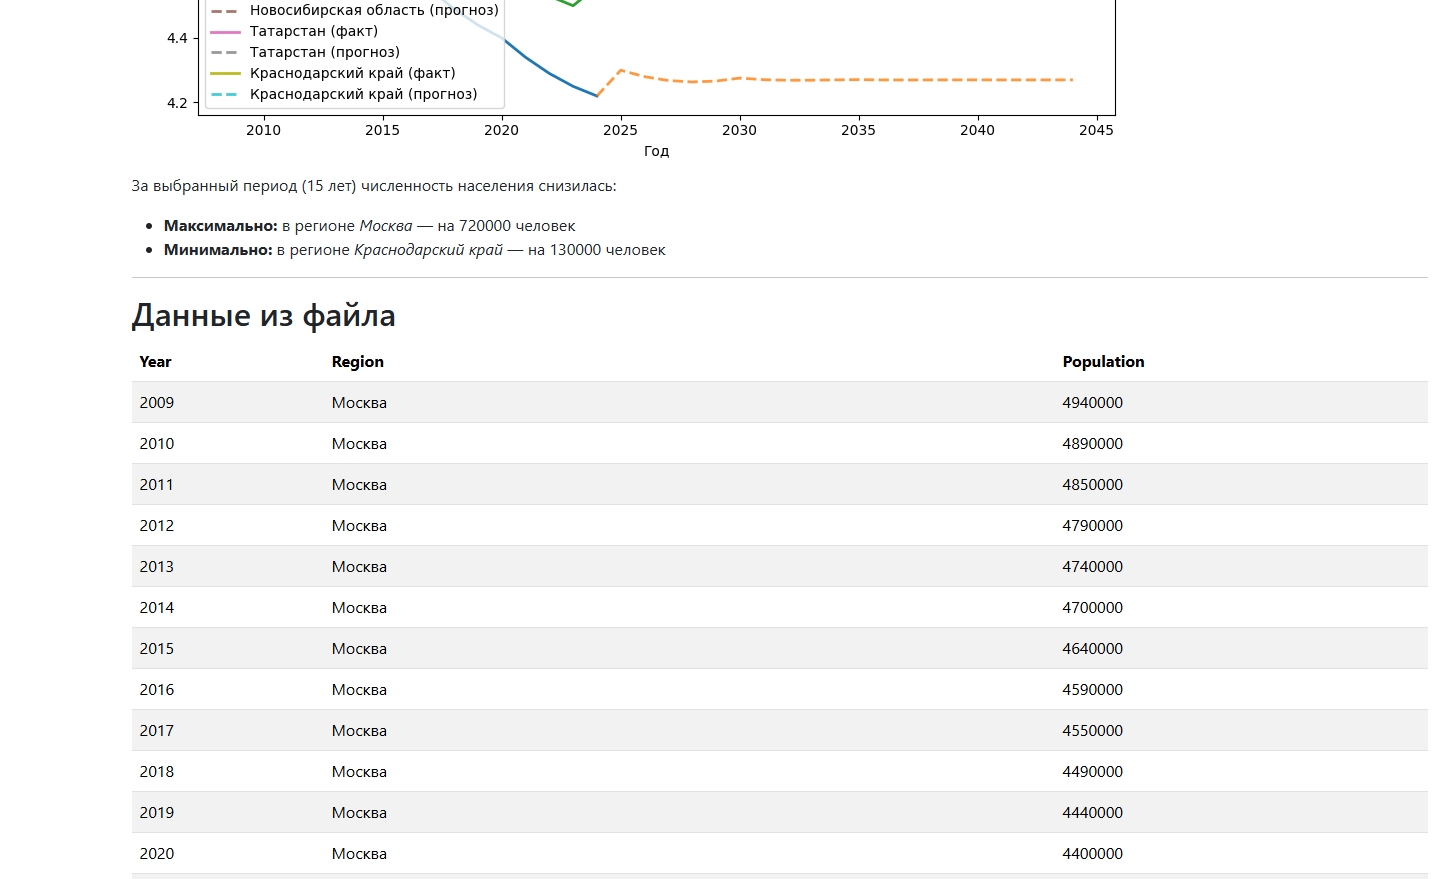 Новосибирская область (прогноз)
4.4
Татарстан (факт)
Татарстан (прогноз)
Краснодарский край (факт)
Краснодарский край (прогноз)
4.2
2010 2015 2020 2025 2030 2035 2040 2045
Год
За выбранный период (15 лет) численность населения снизилась:
• Максимально: в регионе Москва — на 720000 человек
• Минимально: в регионе Краснодарский край — на 130000 человек
Данные из файла
Year Region Population
2009 Москва 4940000
2010 Москва 4890000
2011 Москва 4850000
2012 Москва 4790000
2013 Москва 4740000
2014 Москва 4700000
2015 Москва 4640000
2016 Москва 4590000
2017 Москва 4550000
2018 Москва 4490000
2019 Москва 4440000
2020 Москва 4400000